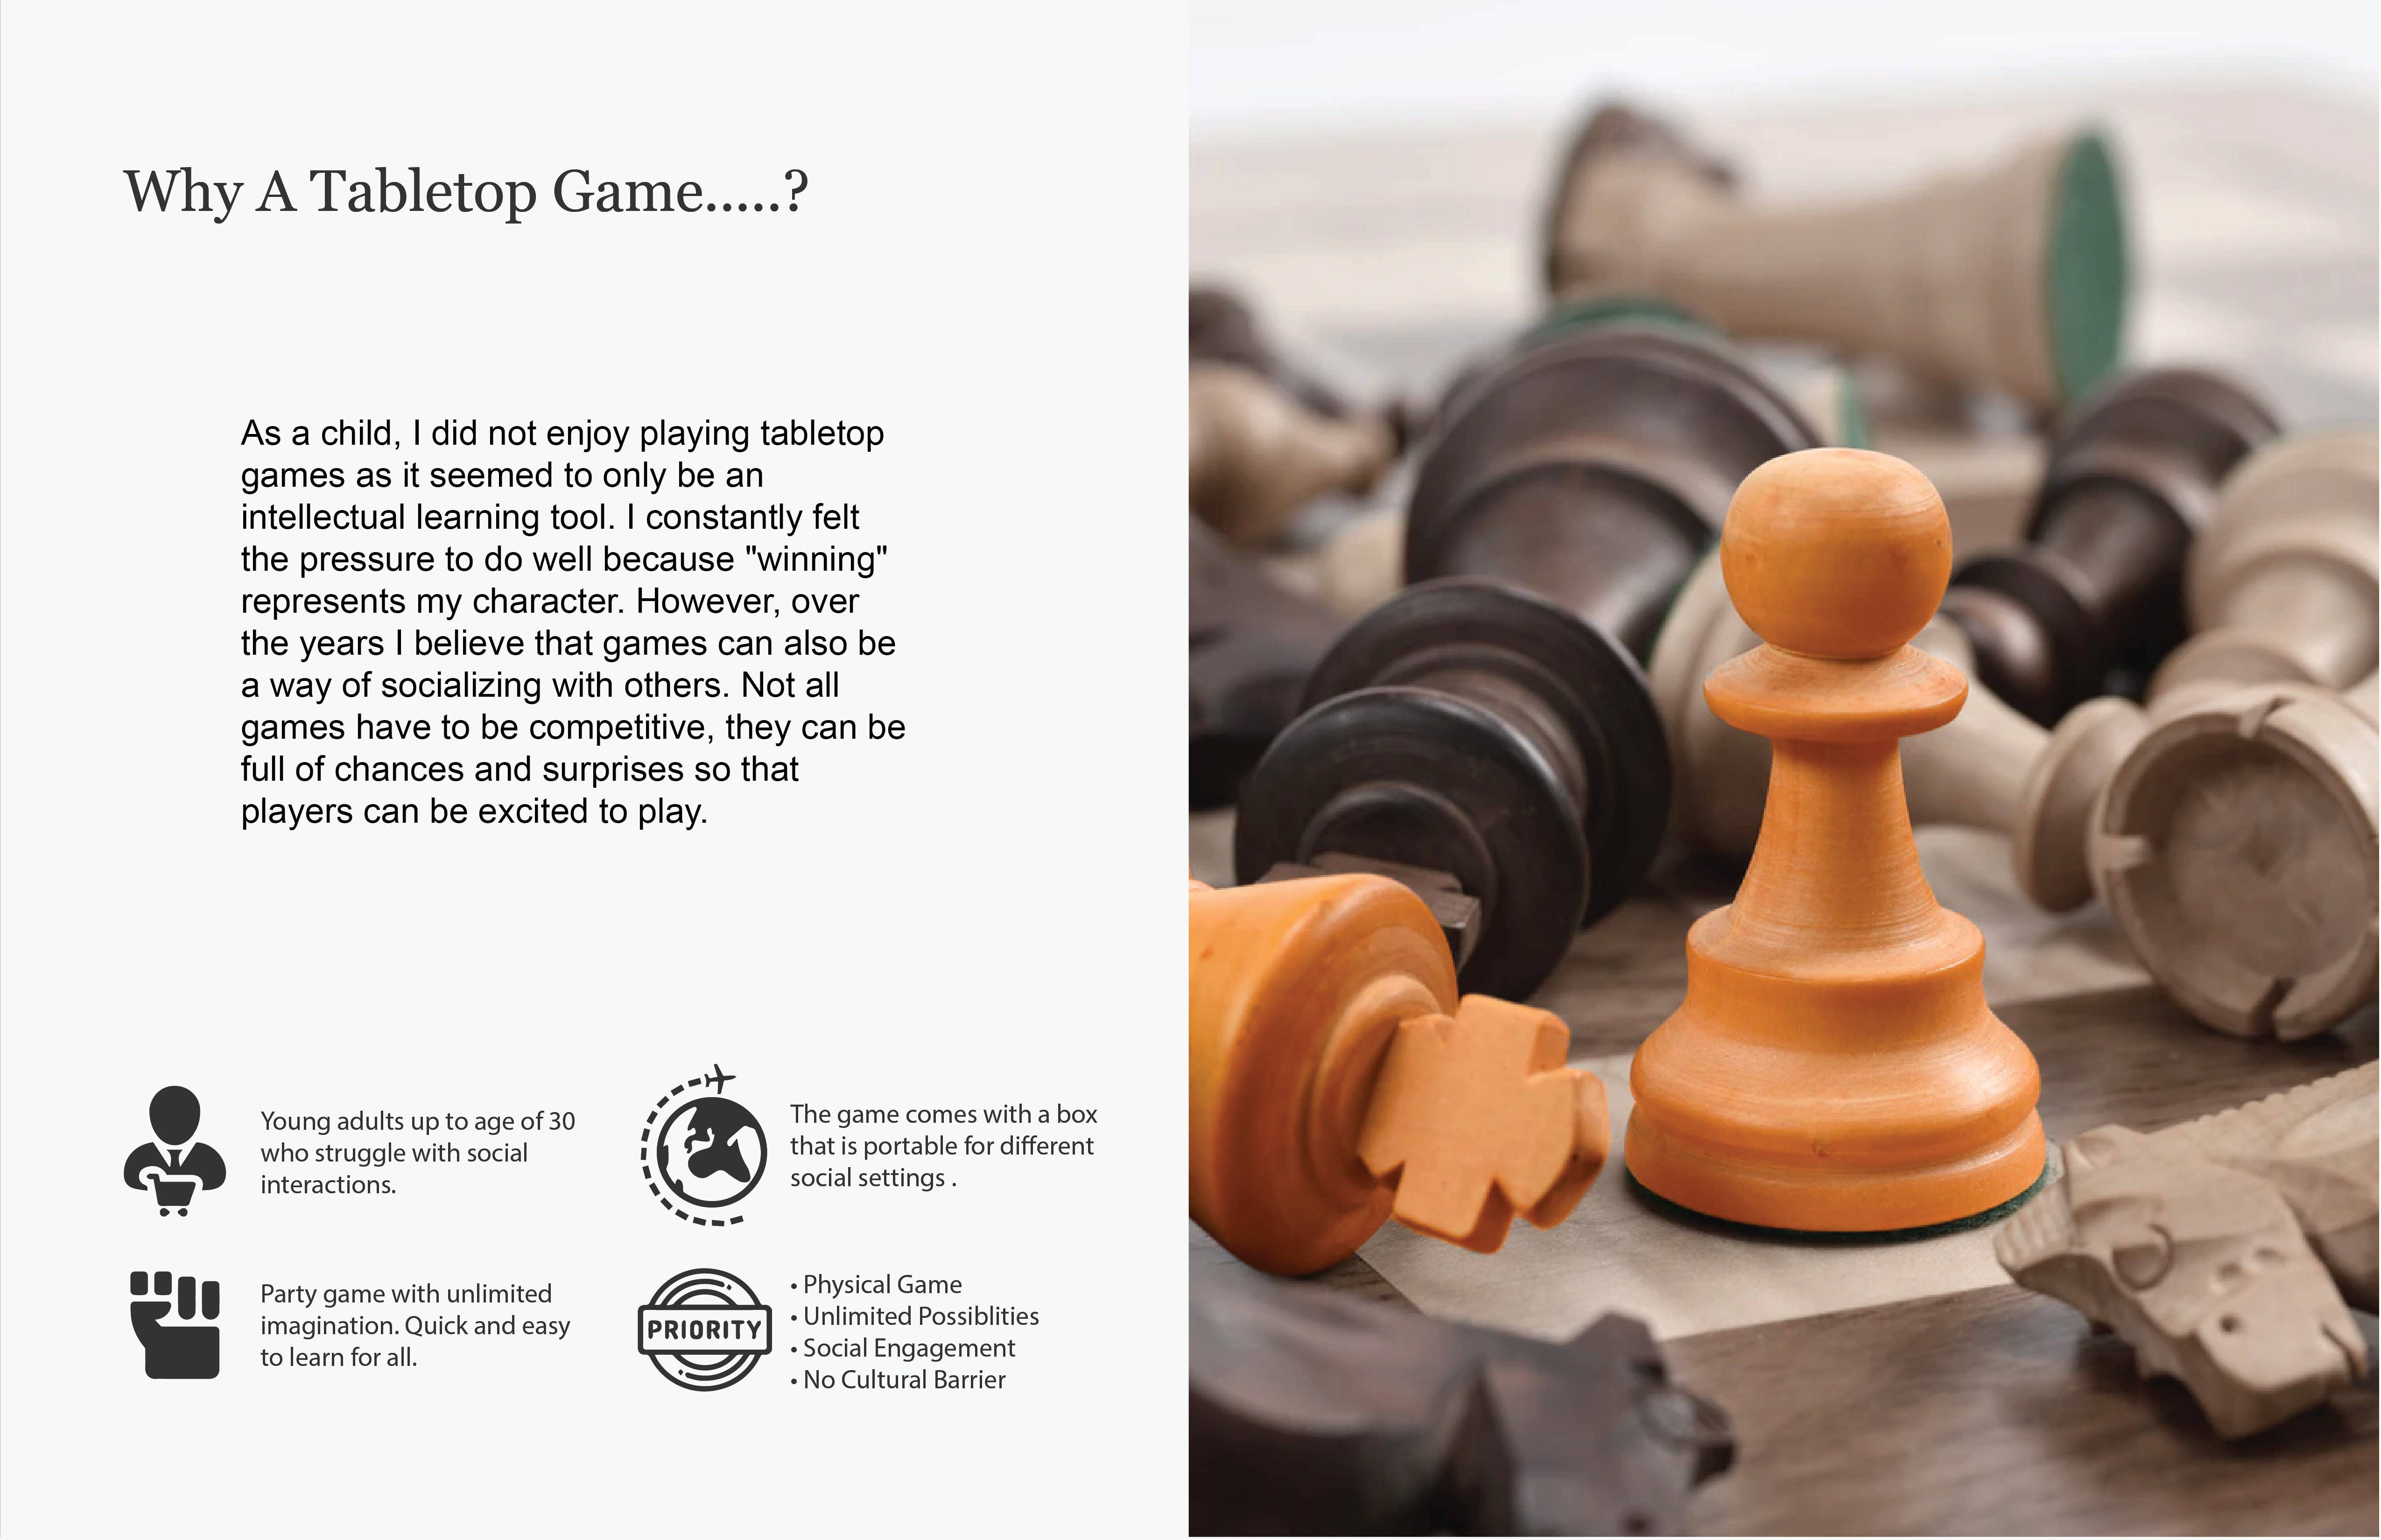 Why A Tabletop Game.....?
As a child, I did not enjoy playing tabletop
games as it seemed to only be an
intellectual learning tool. I constantly felt
the pressure to do well because "winning"
represents my character. However, over
the years I believe that games can also be
a way of socializing with others. Not all
games have to be competitive, they can be
full of chances and surprises so that
players can be excited to play.
Young adults up to age of 30
who struggle with social
interactions.
The game comes with a box
that is portable for different
social settings .
Party game with unlimited
imagination. Quick and easy
to learn for all.
PRIORITY
• Physical Game
• Unlimited Possiblities
• Social Engagement
• No Cultural Barrier